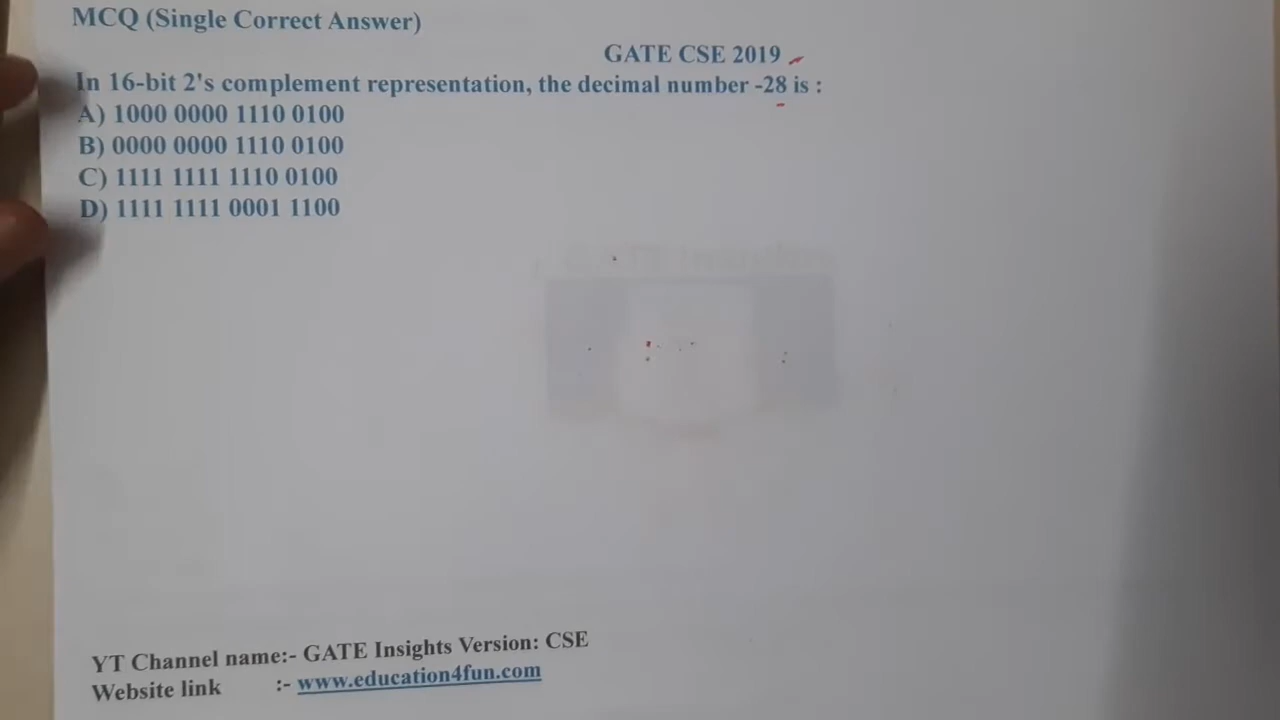 MCQ (Single Correct Answer)
GATE CSE 2019
In 16-bit 2's complement representation, the decimal number -28 is :
A) 1000 0000 1110 0100
B) 0000 0000 1110 0100
C) 1111 1111 1110 0100
D) 1111 1111 0001 1100
YT Channel name:- GATE Insights Version: CSE
Website link :- www.education4fun.com